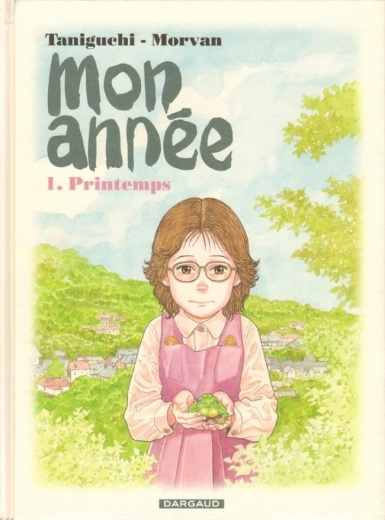 Taniguchi - Morvan
mon
année
1. Printemps
DARGAUD